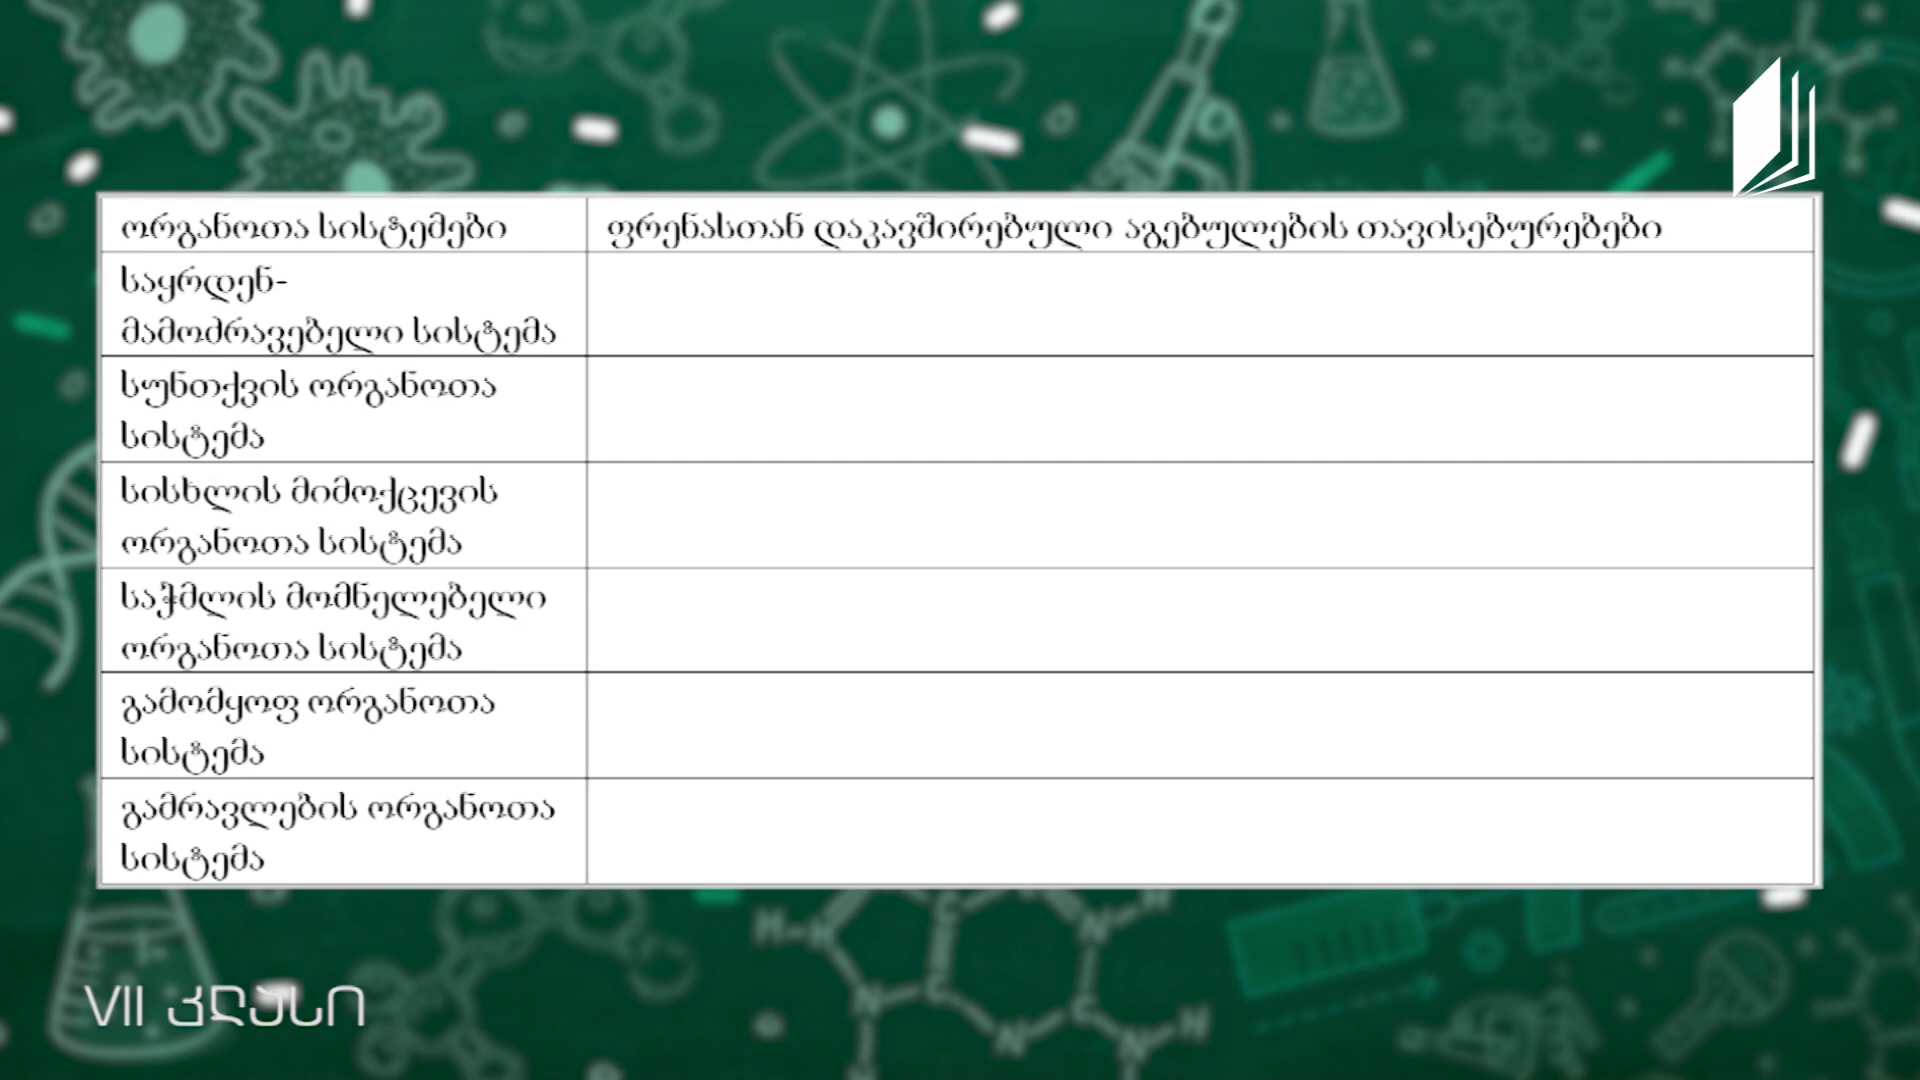 ორგანოთა სისტემები
ფრენასთან დაკავშირებული აგებულების თავისებურებები
საყრდენ-
მამოძრავებელი სისტემა
სუნთქვის ორგანოთა
სისტემა
სისხლის მიმოქცევის
ორგანოთა სისტემა
საჭმლის მომნელებელი
ორგანოთა სისტემა
გამომყოფ ორგანოთა
სისტემა
გამრავლების ორგანოთა
სისტემა
VII კლასი